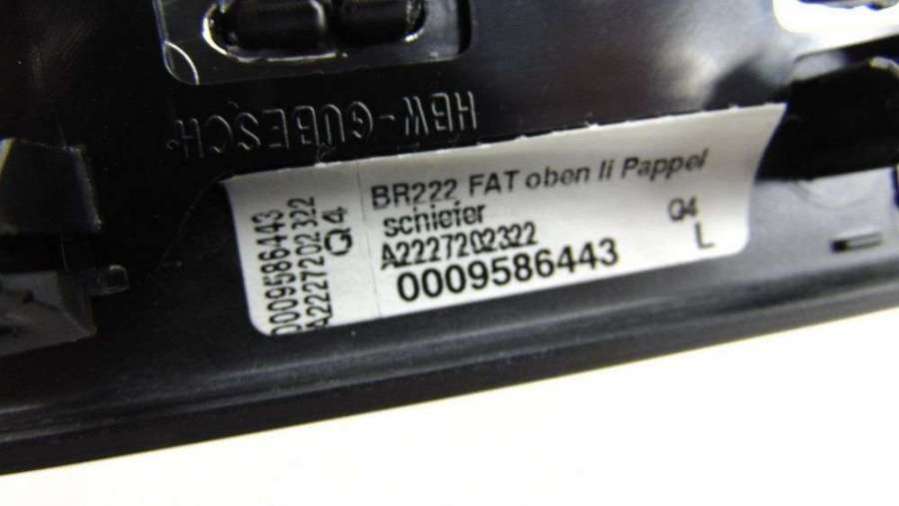 HBW-GUBESCH
BR222 FAT oben li Pappel
schiefer
A2227202322
Q4
0009586443
L
0009586443
A2227202322
Q4